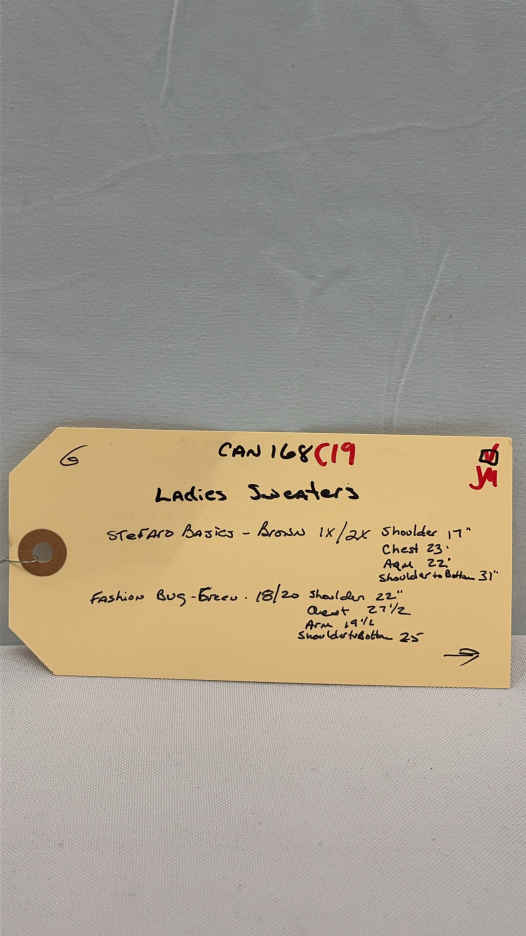 6
CAN 168 C19
JM
Ladies Sweaters
Stefano Basics - Brown 1X/2X Shoulder 17"
Chest 23"
Arm 22"
Shoulder to Bottom 31"
Fashion Bug - Green - 18/20 Shoulder 22"
Chest 27 1/2
Arm 19 1/2
Shoulder to Bottom 25
→